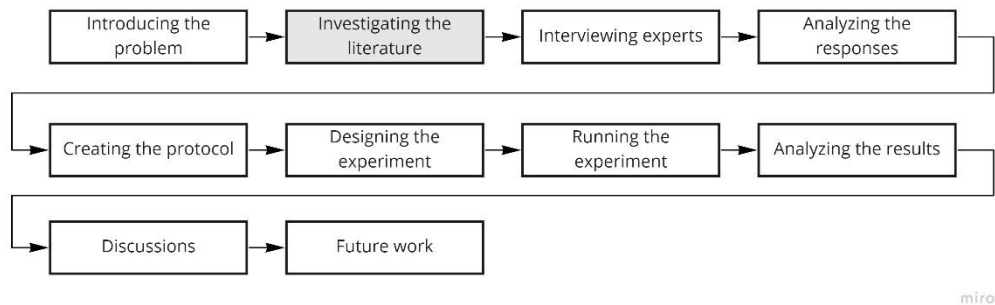 Introducing the
problem
Investigating the
literature
Interviewing experts
Analyzing the
responses
Creating the protocol
Designing the
experiment
Running the
experiment
Analyzing the results
Discussions
Future work
miro